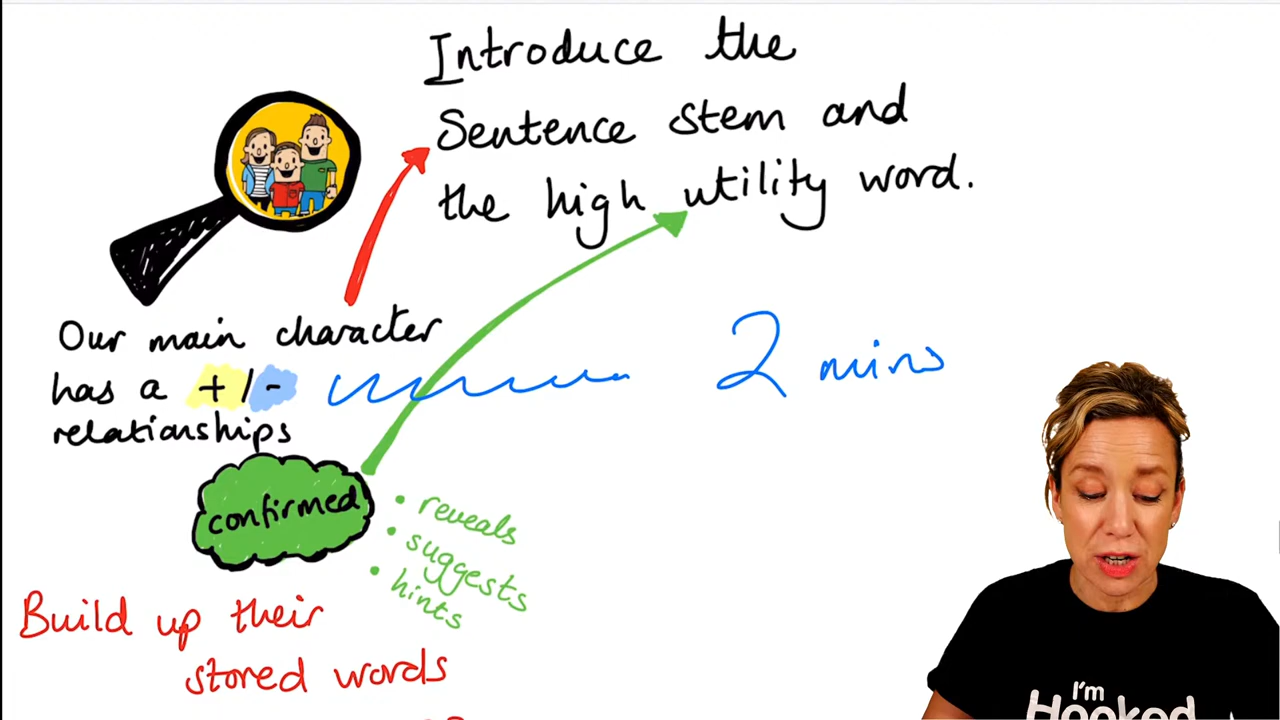 Introduce the
Sentence stem and
the high utility word.
Our main character
has a +/-
relationships
2 mins
confirmed
• reveals
• suggests
• hints
Build up their
stored words
I'm
Hooked